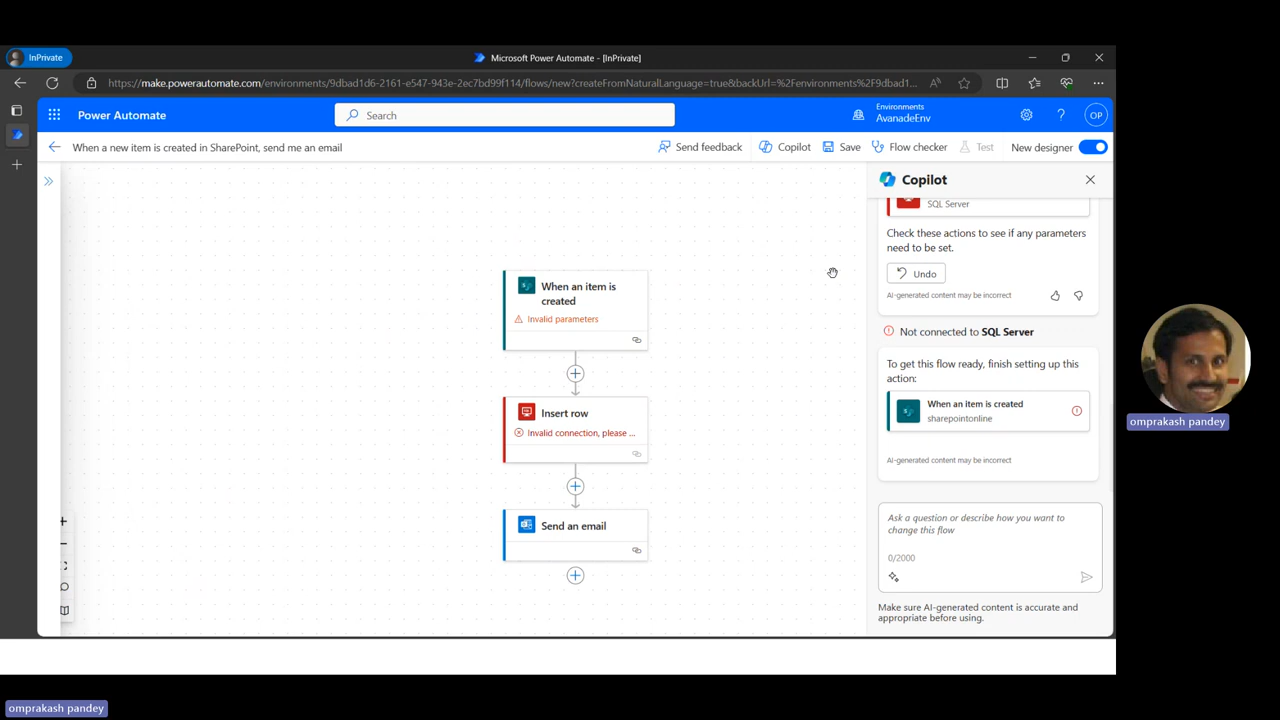 InPrivate
Microsoft Power Automate - [InPrivate]
https://make.powerautomate.com/environments/9dbad1d6-2161-e547-943e-2ec7bd99f114/flows/new?createFromNaturalLanguage=true&backUrl=%2Fenvironments%2F9dbad1...
Power Automate
Search
Environments
AvanadeEnv
OP
When a new item is created in SharePoint, send me an email
Send feedback
Copilot
Save
Flow checker
Test
New designer
Copilot
SQL Server
Check these actions to see if any parameters
need to be set.
Undo
AI-generated content may be incorrect
Not connected to SQL Server
To get this flow ready, finish setting up this
action:
When an item is created
sharepointonline
AI-generated content may be incorrect
Ask a question or describe how you want to
change this flow
0/2000
Make sure AI-generated content is accurate and
appropriate before using.
When an item is
created
Invalid parameters
Insert row
Invalid connection, please ...
Send an email
omprakash pandey
omprakash pandey